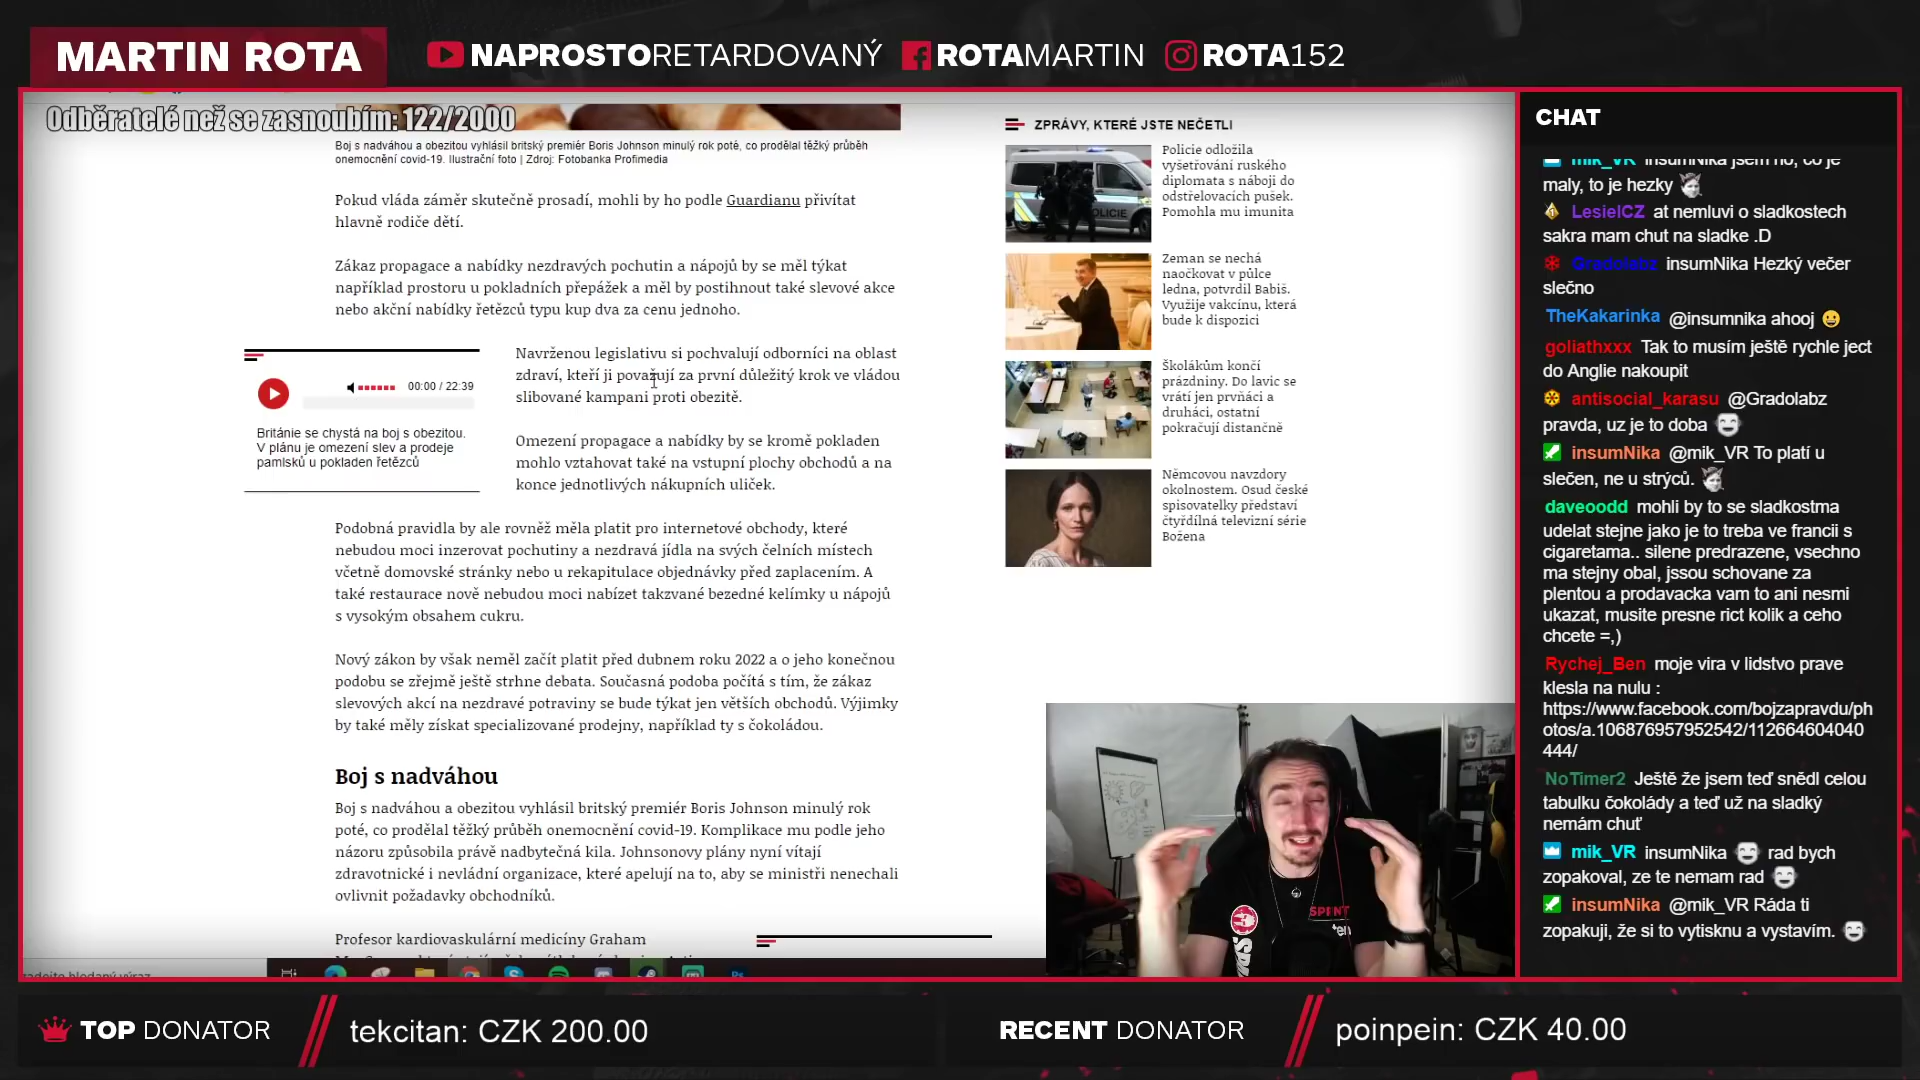 MARTIN ROTA
NAPROSTORETARDOVANÝ
ROTAMARTIN
ROTA152
Odběratelé než se zasnoubím: 122/2000
Boj s nadváhou a obezitou vyhlásil britský premiér Boris Johnson minulý rok poté, co prodělal těžký průběh
onemocnění covid-19. Ilustrační foto | Zdroj: Fotobanka Profimedia
Pokud vláda záměr skutečně prosadí, mohli by ho podle Guardianu přivítat
hlavně rodiče dětí.
Zákaz propagace a nabídky nezdravých pochutin a nápojů by se měl týkat
například prostoru u pokladních přepážek a měl by postihnout také slevové akce
nebo akční nabídky řetězců typu kup dva za cenu jednoho.
00:00 / 22:39
Británie se chystá na boj s obezitou.
V plánu je omezení slev a prodeje
pamlsků u pokladen řetězců
Navrženou legislativu si pochvalují odborníci na oblast
zdraví, kteří ji považují za první důležitý krok ve vládou
slibované kampani proti obezitě.
Omezení propagace a nabídky by se kromě pokladen
mohlo vztahovat také na vstupní plochy obchodů a na
konce jednotlivých nákupních uliček.
Podobná pravidla by ale rovněž měla platit pro internetové obchody, které
nebudou moci inzerovat pochutiny a nezdravá jídla na svých čelních místech
včetně domovské stránky nebo u rekapitulace objednávky před zaplacením. A
také restaurace nově nebudou moci nabízet takzvané bezedné kelímky u nápojů
s vysokým obsahem cukru.
Nový zákon by však neměl začít platit před dubnem roku 2022 a o jeho konečnou
podobu se zřejmě ještě strhne debata. Současná podoba počítá s tím, že zákaz
slevových akcí na nezdravé potraviny se bude týkat jen větších obchodů. Výjimky
by také měly získat specializované prodejny, například ty s čokoládou.
Boj s nadváhou
Boj s nadváhou a obezitou vyhlásil britský premiér Boris Johnson minulý rok
poté, co prodělal těžký průběh onemocnění covid-19. Komplikace mu podle jeho
názoru způsobila právě nadbytečná kila. Johnsonovy plány nyní vítají
zdravotnické i nevládní organizace, které apelují na to, aby se ministři nenechali
ovlivnit požadavky obchodníků.
Profesor kardiovaskulární medicíny Graham
ZPRÁVY, KTERÉ JSTE NEČETLI
Policie odložila
vyšetřování ruského
diplomata s náboji do
odstřelovacích pušek.
Pomohla mu imunita
Zeman se nechá
naočkovat v půlce
ledna, potvrdil Babiš.
Využije vakcínu, která
bude k dispozici
Školákům končí
prázdniny. Do lavic se
vrátí jen prvňáci a
druháci, ostatní
pokračují distančně
Němcovou navzdory
okolnostem. Osud české
spisovatelky představí
čtyřdílná televizní série
Božena
SPRINT
CHAT
mik_VR insumNika jsem ho, co je
maly, to je hezky
LesielCZ at nemluvi o sladkostech
sakra mam chut na sladke .D
Gradolabz insumNika Hezký večer
slečno
TheKakarinka @insumnika ahooj
goliathxxx Tak to musím ještě rychle ject
do Anglie nakoupit
antisocial_karasu @Gradolabz
pravda, uz je to doba
insumNika @mik_VR To platí u
slečen, ne u strýců.
daveoodd mohli by to se sladkostma
udelat stejne jako je to treba ve francii s
cigaretama.. silene predrazene, vsechno
ma stejny obal, jssou schovane za
plentou a prodavacka vam to ani nesmi
ukazat, musite presne rict kolik a ceho
chcete =,)
Rychej_Ben moje vira v lidstvo prave
klesla na nulu :
https://www.facebook.com/bojzapravdu/ph
otos/a.106876957952542/112664604040
444/
NoTimer2 Ještě že jsem teď snědl celou
tabulku čokolády a teď už na sladký
nemám chuť
mik_VR insumNika rad bych
zopakoval, ze te nemam rad
insumNika @mik_VR Ráda ti
zopakuji, že si to vytisknu a vystavím.
TOP DONATOR
tekcitan: CZK 200.00
RECENT DONATOR
poinpein: CZK 40.00